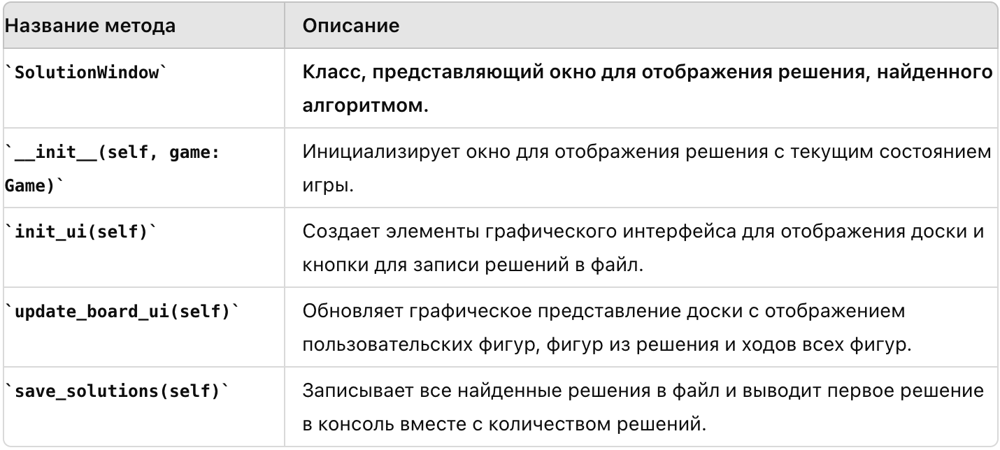 Название метода Описание
`SolutionWindow` Класс, представляющий окно для отображения решения, найденного
алгоритмом.
`__init__(self, game: Инициализирует окно для отображения решения с текущим состоянием
Game)` игры.
`init_ui(self)` Создает элементы графического интерфейса для отображения доски и
кнопки для записи решений в файл.
`update_board_ui(self)` Обновляет графическое представление доски с отображением
пользовательских фигур, фигур из решения и ходов всех фигур.
`save_solutions(self)` Записывает все найденные решения в файл и выводит первое решение
в консоль вместе с количеством решений.